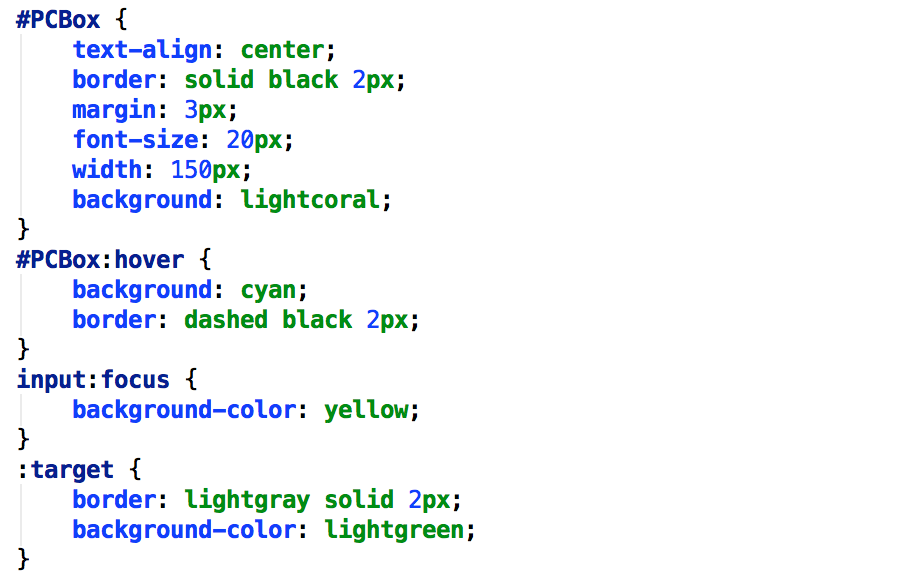 #PCBox {
    text-align: center;
    border: solid black 2px;
    margin: 3px;
    font-size: 20px;
    width: 150px;
    background: lightcoral;
}
#PCBox:hover {
    background: cyan;
    border: dashed black 2px;
}
input:focus {
    background-color: yellow;
}
:target {
    border: lightgray solid 2px;
    background-color: lightgreen;
}